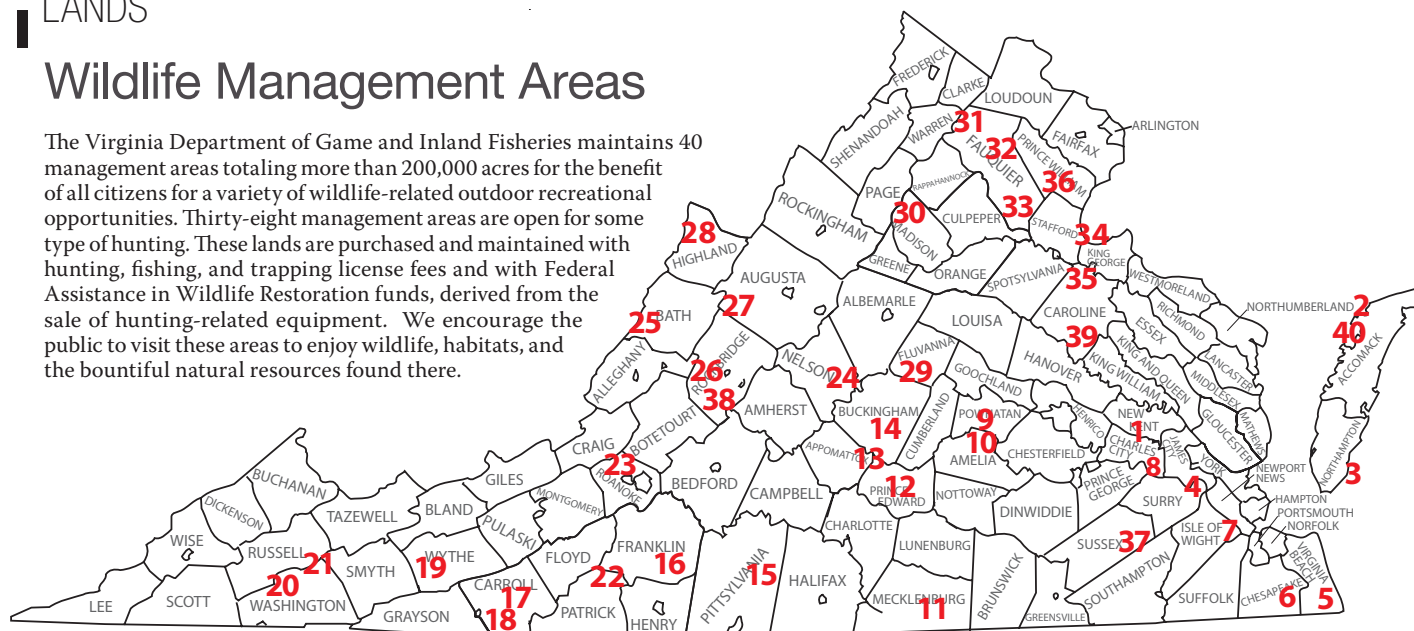 LANDS
Wildlife Management Areas
The Virginia Department of Game and Inland Fisheries maintains 40
management areas totaling more than 200,000 acres for the benefit
of all citizens for a variety of wildlife-related outdoor recreational
opportunities. Thirty-eight management areas are open for some
type of hunting. These lands are purchased and maintained with
hunting, fishing, and trapping license fees and with Federal
Assistance in Wildlife Restoration funds, derived from the
sale of hunting-related equipment. We encourage the
public to visit these areas to enjoy wildlife, habitats, and
the bountiful natural resources found there.
FREDERICK
CLARKE
LOUDOUN
SHENANDOAH
WARREN
31
FAUQUIER
32
PRINCE WILLIAM
FAIRFAX
ARLINGTON
36
PAGE
RAPPAHANNOCK
30
MADISON
CULPEPER
33
STAFFORD
34
ROCKINGHAM
28
HIGHLAND
GREENE
ORANGE
SPOTSYLVANIA
35
KING
GEORGE
WESTMORELAND
AUGUSTA
27
ALBEMARLE
LOUISA
CAROLINE
39
ESSEX
RICHMOND
NORTHUMBERLAND
2
40
ACCOMACK
25
BATH
ALLEGHANY
26
ROCKBRIDGE
38
NELSON
24
FLUVANNA
29
GOOCHLAND
HANOVER
KING WILLIAM
KING AND QUEEN
LANCASTER
MIDDLESEX
MATHEWS
GLOUCESTER
NORTHAMPTON
3
CRAIG
BOTETOURT
AMHERST
BUCKINGHAM
14
CUMBERLAND
POWHATAN
9
10
AMELIA
CHESTERFIELD
HENRICO
NEW
KENT
1
CHARLES
CITY
8
JAMES
CITY
YORK
4
NEWPORT
NEWS
HAMPTON
PORTSMOUTH
NORFOLK
BUCHANAN
DICKENSON
WISE
TAZEWELL
BLAND
GILES
MONTGOMERY
PULASKI
23
ROANOKE
BEDFORD
CAMPBELL
APPOMATTOX
13
PRINCE
EDWARD
12
NOTTOWAY
DINWIDDIE
PRINCE
GEORGE
SURRY
ISLE OF
WIGHT
7
SUSSEX
37
RUSSELL
21
20
WASHINGTON
SMYTH
WYTHE
19
CARROLL
17
18
FLOYD
22
FRANKLIN
16
PITTSYLVANIA
15
HALIFAX
CHARLOTTE
LUNENBURG
MECKLENBURG
11
BRUNSWICK
GREENSVILLE
SOUTHAMPTON
SUFFOLK
CHESAPEAKE
6
VIRGINIA
BEACH
5
LEE
SCOTT
GRAYSON
PATRICK
HENRY